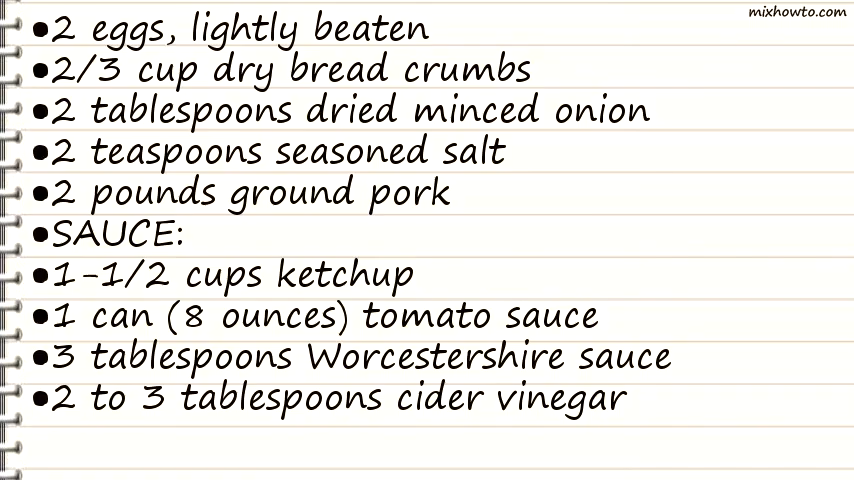 mixhowto.com
•2 eggs, lightly beaten
•2/3 cup dry bread crumbs
•2 tablespoons dried minced onion
•2 teaspoons seasoned salt
•2 pounds ground pork
•SAUCE:
•1-1/2 cups ketchup
•1 can (8 ounces) tomato sauce
•3 tablespoons Worcestershire sauce
•2 to 3 tablespoons cider vinegar